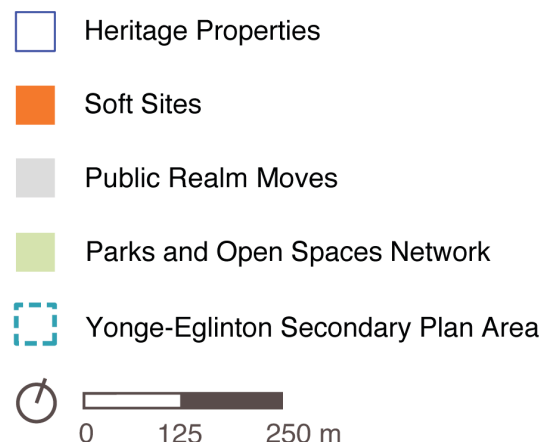 Heritage Properties
Soft Sites
Public Realm Moves
Parks and Open Spaces Network
Yonge-Eglinton Secondary Plan Area
0 125 250 m